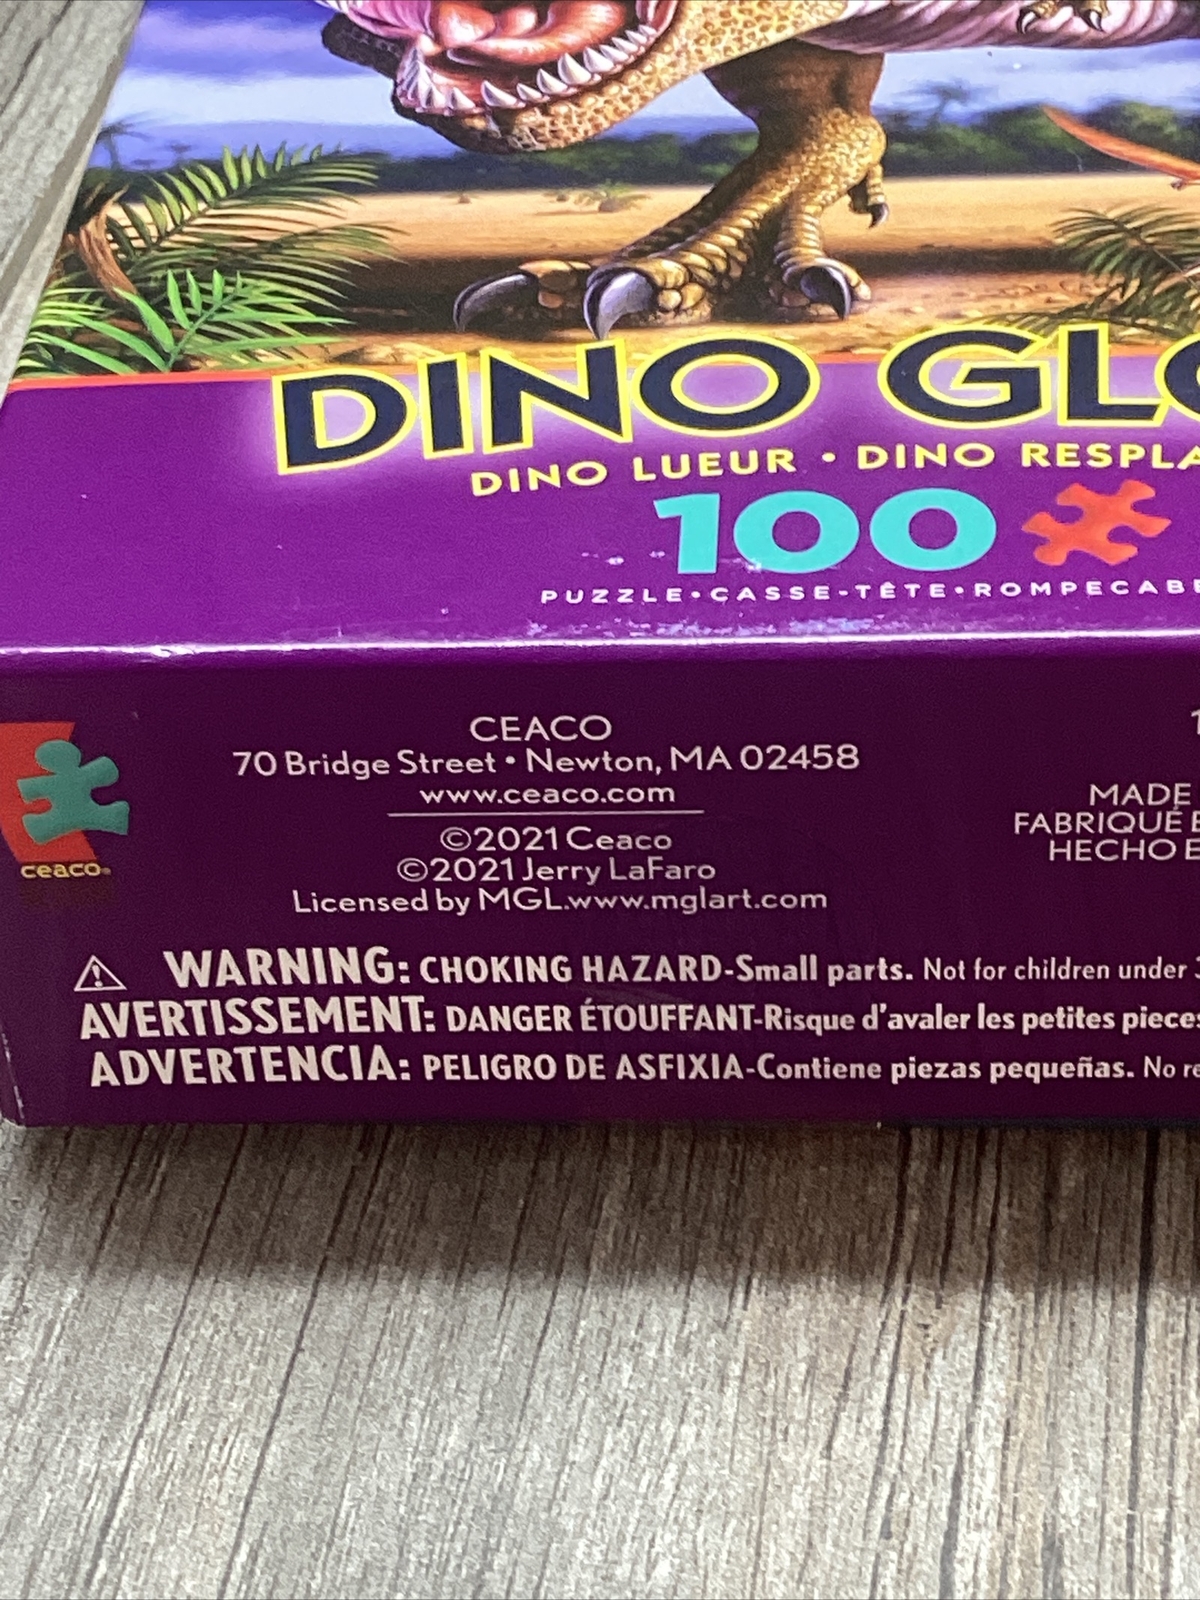 DINO GLO
DINO LUEUR • DINO RESPLA
100
PUZZLE•CASSE-TÊTE•ROMPECABE
CEACO
70 Bridge Street • Newton, MA 02458
www.ceaco.com
©2021 Ceaco
©2021 Jerry LaFaro
Licensed by MGL.www.mglart.com
MADE
FABRIQUÉ E
HECHO E
ceaco
WARNING: CHOKING HAZARD-Small parts. Not for children under
AVERTISSEMENT: DANGER ÉTOUFFANT-Risque d'avaler les petites pieces
ADVERTENCIA: PELIGRO DE ASFIXIA-Contiene piezas pequeñas. No re